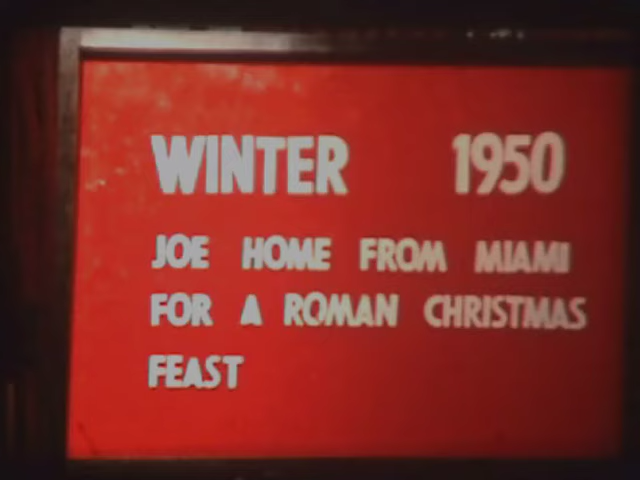 WINTER 1950
JOE HOME FROM MIAMI
FOR A ROMAN CHRISTMAS
FEAST